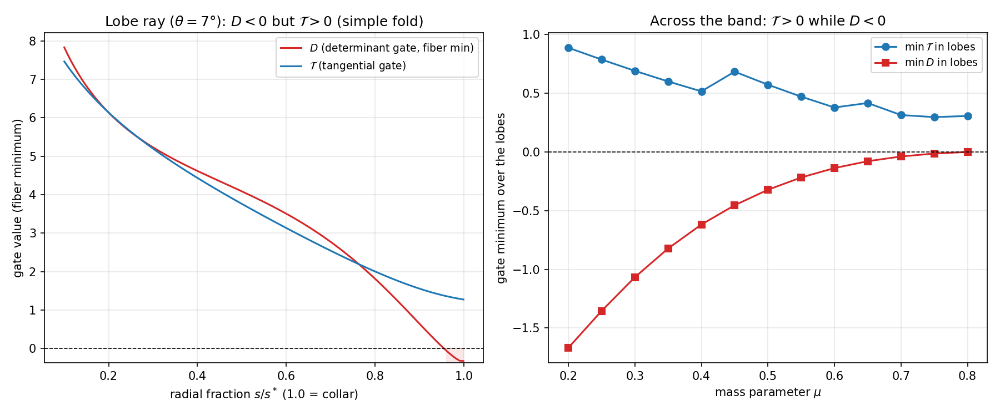 Lobe ray (θ = 7°): D < 0 but 𝒯 > 0 (simple fold)
D (determinant gate, fiber min)
𝒯 (tangential gate)
gate value (fiber minimum)
8
7
6
5
4
3
2
1
0
0.2 0.4 0.6 0.8 1.0
radial fraction s/s* (1.0 = collar)
Across the band: 𝒯 > 0 while D < 0
min 𝒯 in lobes
min D in lobes
gate minimum over the lobes
1.0
0.5
0.0
−0.5
−1.0
−1.5
0.2 0.3 0.4 0.5 0.6 0.7 0.8
mass parameter μ